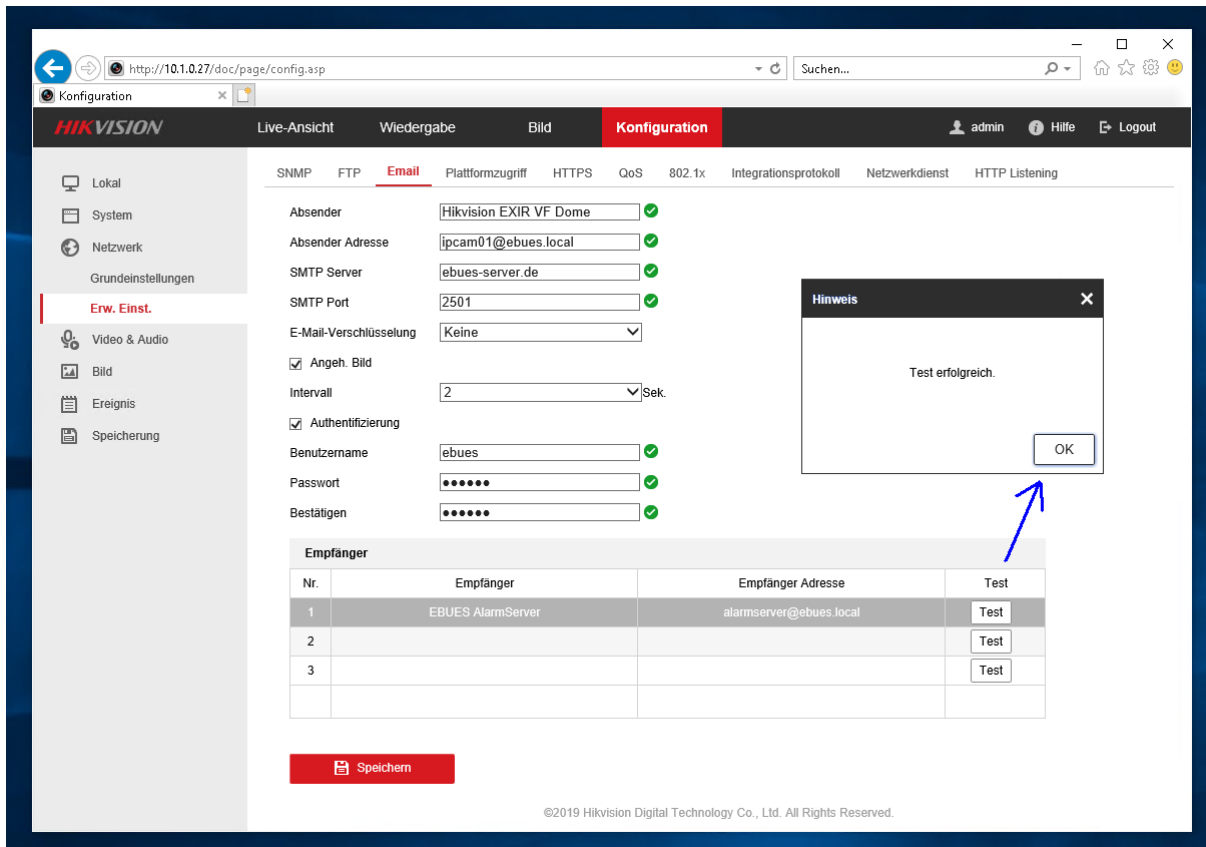 http://10.1.0.27/doc/page/config.asp
Suchen...
Konfiguration
HIKVISION
Live-Ansicht Wiedergabe Bild Konfiguration admin Hilfe Logout
SNMP FTP Email Plattformzugriff HTTPS QoS 802.1x Integrationsprotokoll Netzwerkdienst HTTP Listening
Lokal
System
Netzwerk
Grundeinstellungen
Erw. Einst.
Video & Audio
Bild
Ereignis
Speicherung
Absender Hikvision EXIR VF Dome
Absender Adresse ipcam01@ebues.local
SMTP Server ebues-server.de
SMTP Port 2501
E-Mail-Verschlüsselung Keine
Angeh. Bild
Intervall 2 Sek.
Authentifizierung
Benutzername ebues
Passwort ••••••
Bestätigen ••••••
Hinweis
Test erfolgreich.
OK
Empfänger
Nr. Empfänger Empfänger Adresse Test
1 EBUES AlarmServer alarmserver@ebues.local Test
2 Test
3 Test
Speichern
©2019 Hikvision Digital Technology Co., Ltd. All Rights Reserved.